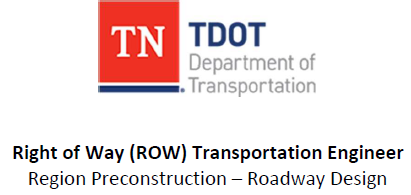 TN
TDOT
Department of
Transportation
Right of Way (ROW) Transportation Engineer
Region Preconstruction – Roadway Design